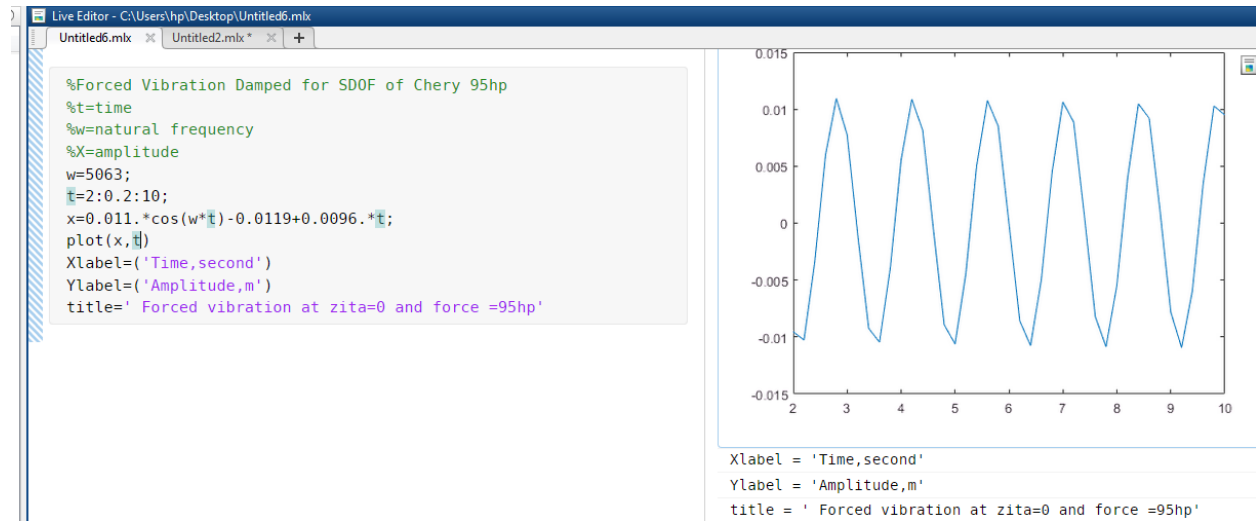 Live Editor - C:\Users\hp\Desktop\Untitled6.mlx
Untitled6.mlx Untitled2.mlx *
%Forced Vibration Damped for SDOF of Chery 95hp
%t=time
%w=natural frequency
%X=amplitude
w=5063;
t=2:0.2:10;
x=0.011.*cos(w*t)-0.0119+0.0096.*t;
plot(x,t)
Xlabel=('Time,second')
Ylabel=('Amplitude,m')
title=' Forced vibration at zita=0 and force =95hp'
0.015
0.01
0.005
0
-0.005
-0.01
-0.015
2 3 4 5 6 7 8 9 10
Xlabel = 'Time,second'
Ylabel = 'Amplitude,m'
title = ' Forced vibration at zita=0 and force =95hp'